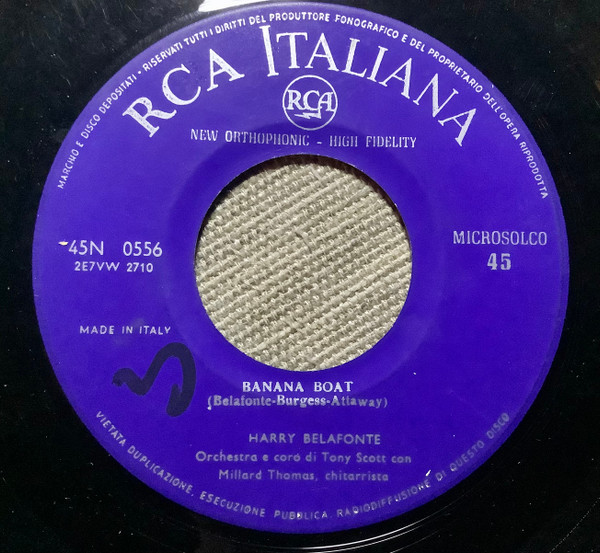 MARCHIO E DISCO DEPOSITATI - RISERVATI TUTTI I DIRITTI DEL PRODUTTORE FONOGRAFICO E DEL PROPRIETARIO DELL'OPERA RIPRODOTTA
RCA ITALIANA
RCA
NEW ORTHOPHONIC - HIGH FIDELITY
45N 0556
2E7VW 2710
MICROSOLCO
45
MADE IN ITALY
BANANA BOAT
(Belafonte-Burgess-Attaway)
HARRY BELAFONTE
Orchestra e coro di Tony Scott con
Millard Thomas, chitarrista
VIETATA DUPLICAZIONE, ESECUZIONE PUBBLICA, RADIODIFFUSIONE DI QUESTO DISCO